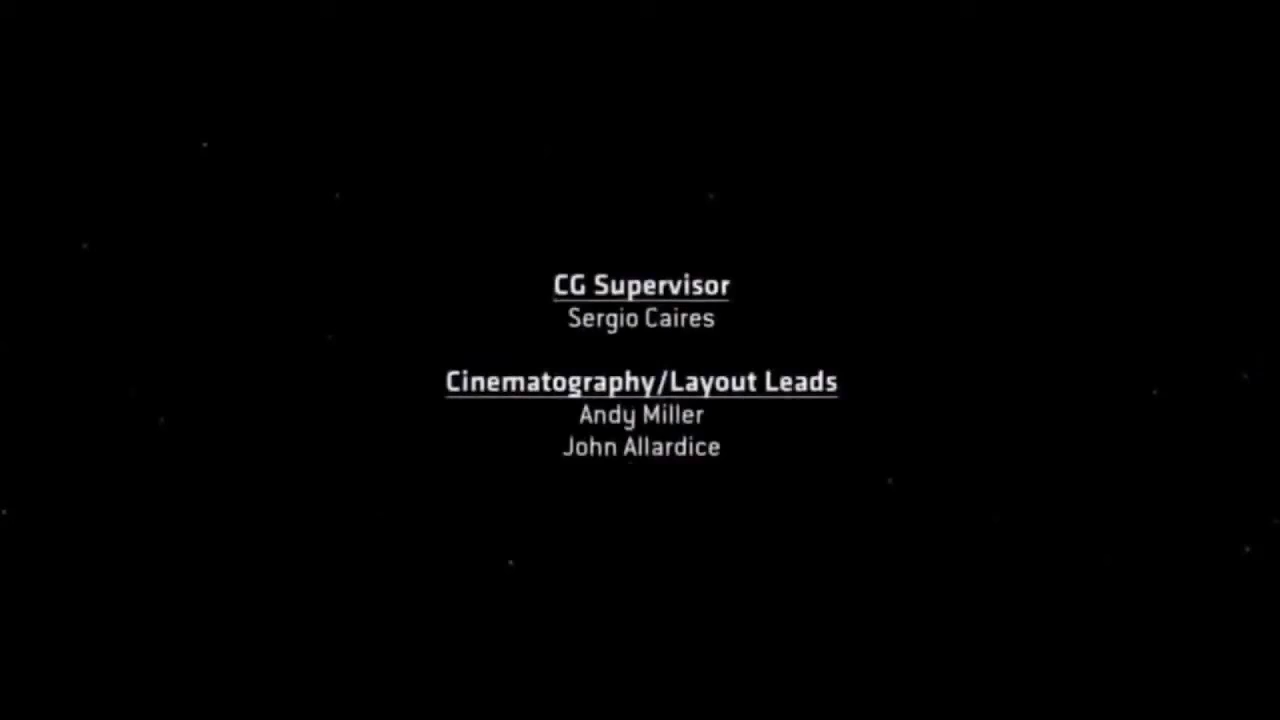 CG Supervisor
Sergio Caires
Cinematography/Layout Leads
Andy Miller
John Allardice